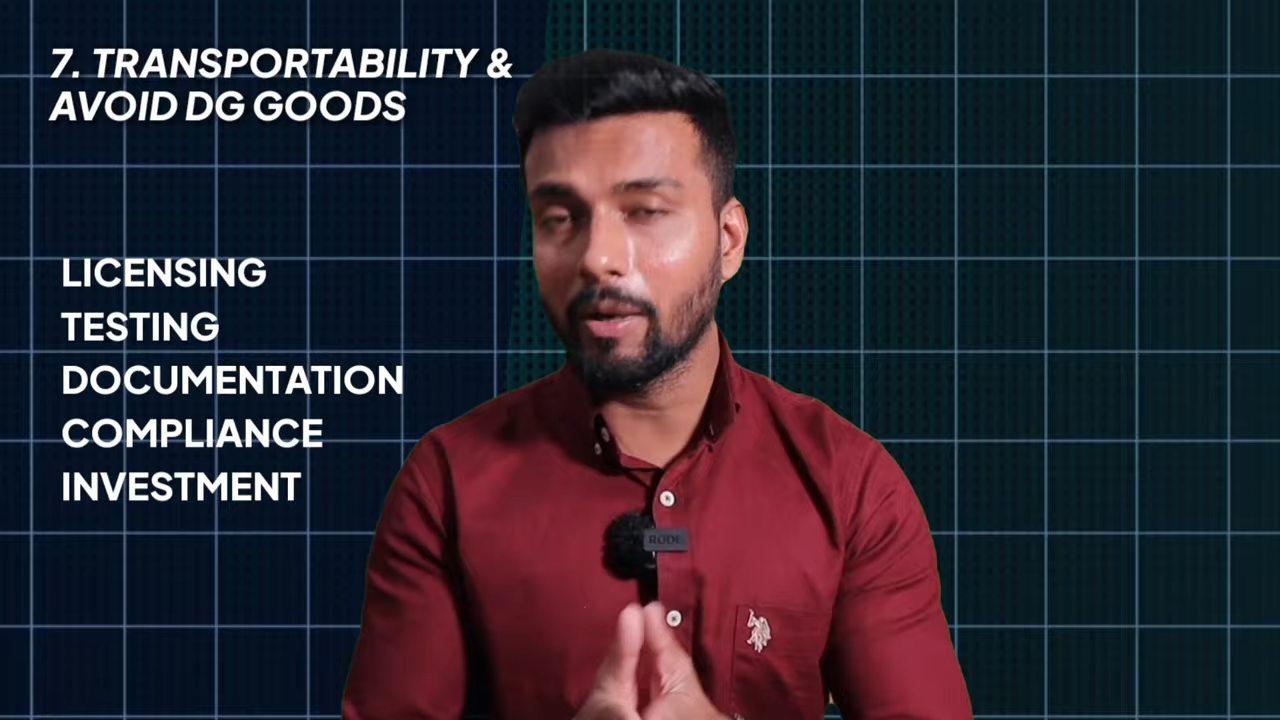 7. TRANSPORTABILITY &
AVOID DG GOODS
LICENSING
TESTING
DOCUMENTATION
COMPLIANCE
INVESTMENT
RODE